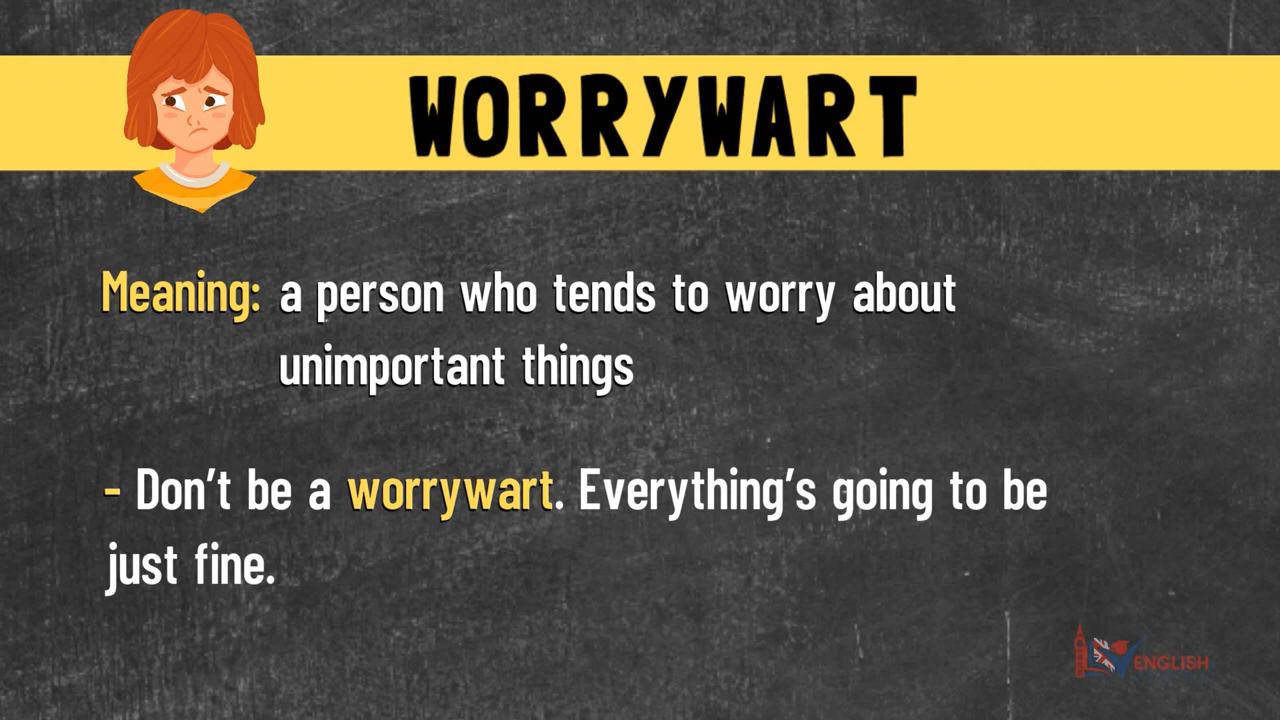 WORRYWART
Meaning: a person who tends to worry about
unimportant things
- Don’t be a worrywart. Everything’s going to be
just fine.
ENGLISH